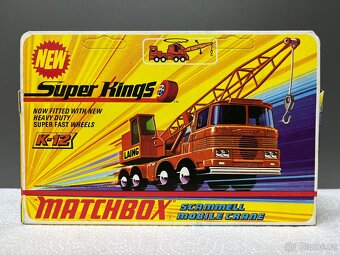 NEW
Super Kings
NOW FITTED WITH NEW
HEAVY DUTY
SUPER FAST WHEELS
K-12
LAING
MATCHBOX
SCAMMELL
MOBILE CRANE